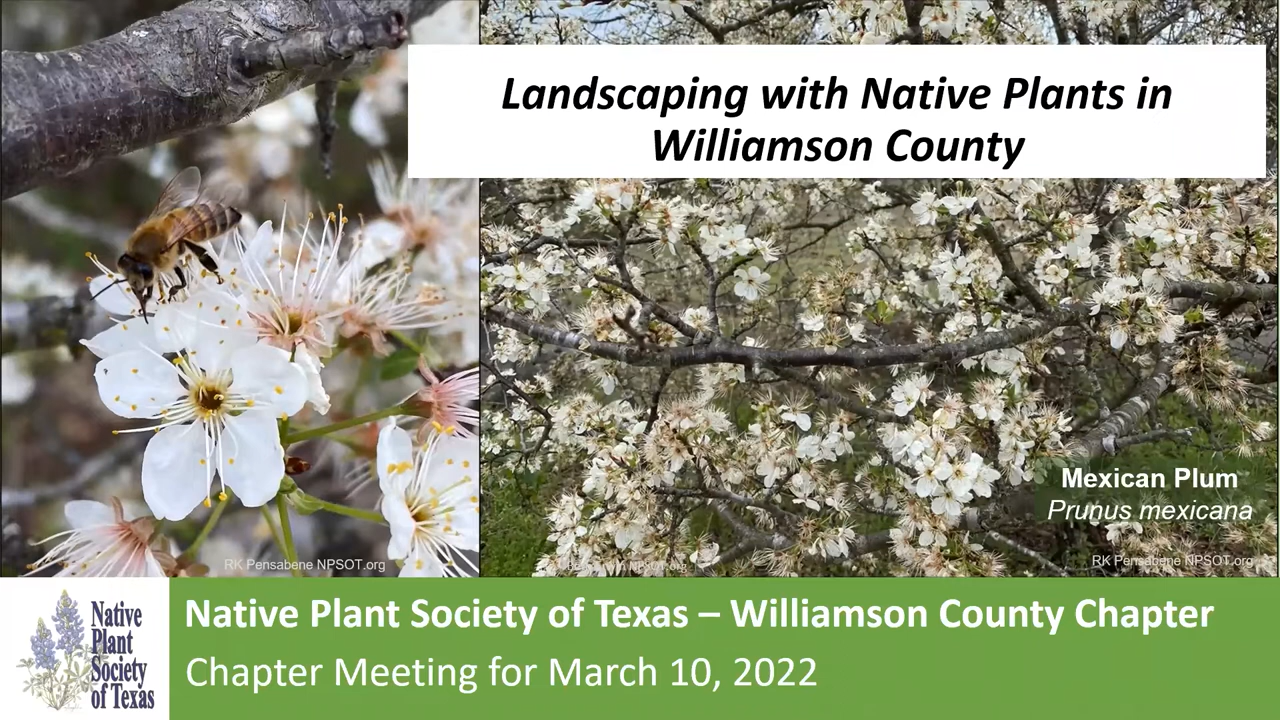 Landscaping with Native Plants in
Williamson County
Mexican Plum
Prunus mexicana
RK Pensabene NPSOT.org
RK Pensabene NPSOT.org
Native
Plant
Society
of Texas
Native Plant Society of Texas – Williamson County Chapter
Chapter Meeting for March 10, 2022